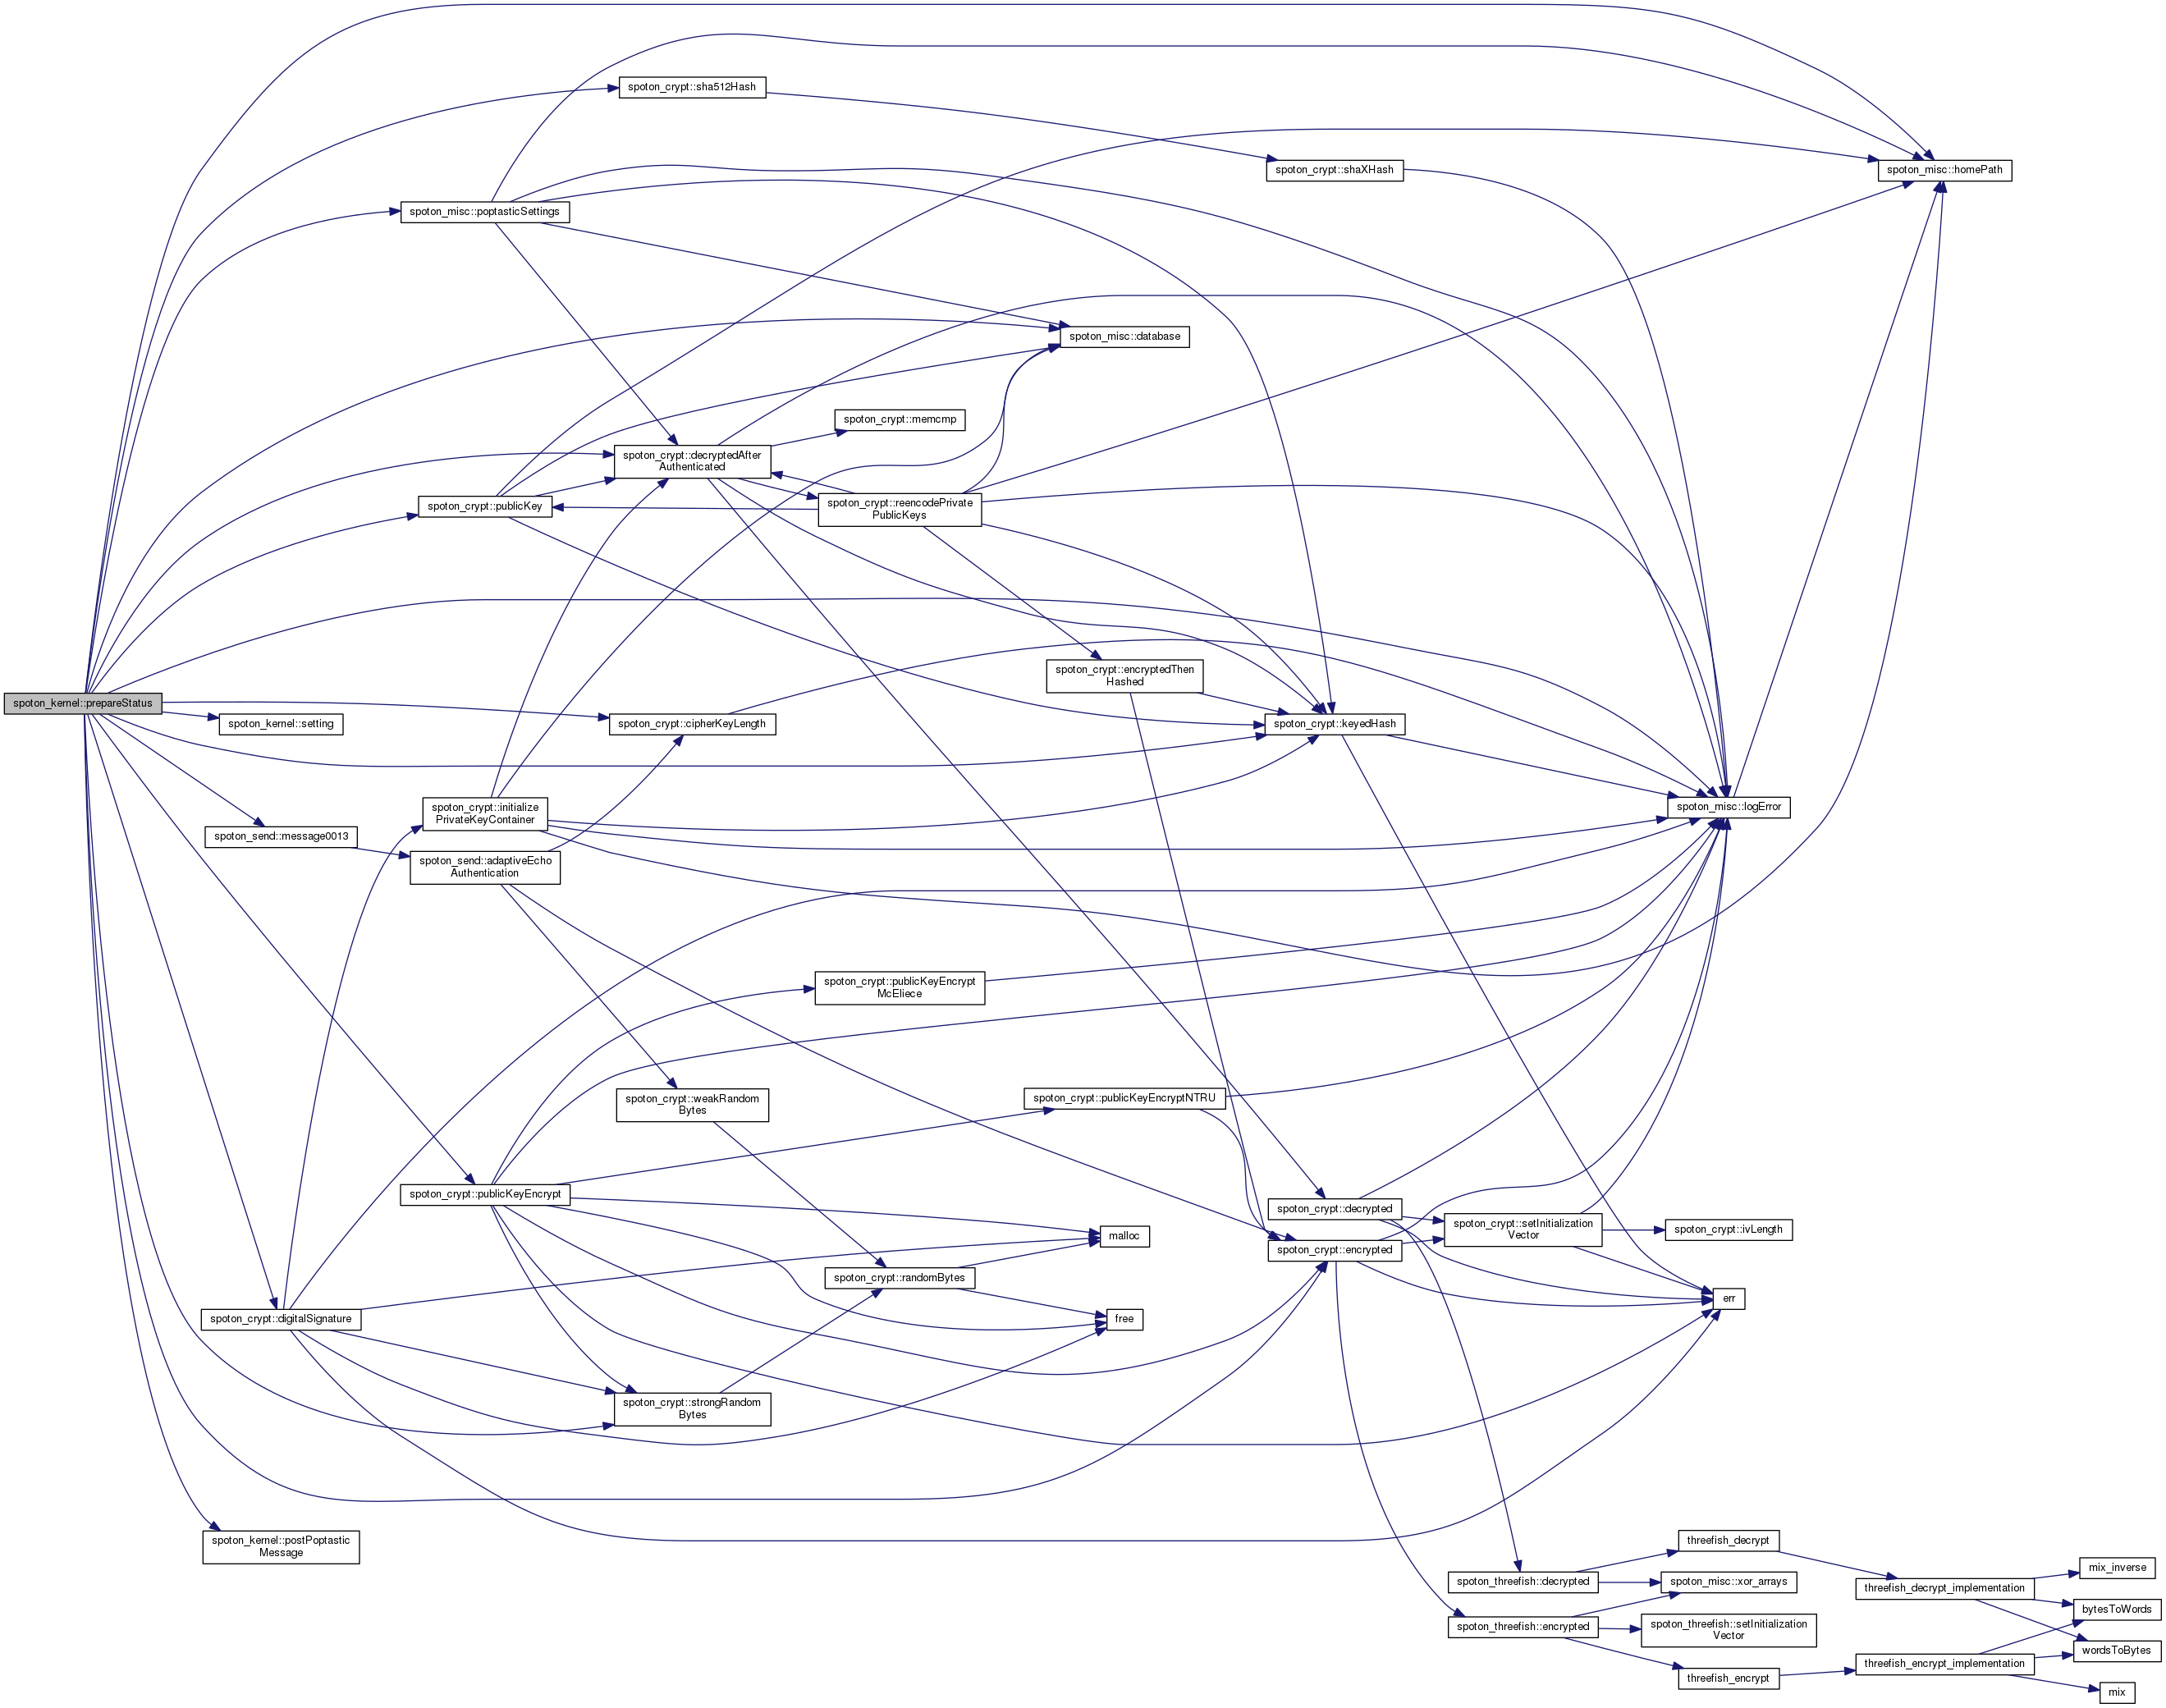 spoton_crypt::sha512Hash
spoton_crypt::shaXHash
spoton_misc::homePath
spoton_misc::poptasticSettings
spoton_misc::database
spoton_crypt::memcmp
spoton_crypt::decryptedAfter
Authenticated
spoton_crypt::publicKey
spoton_crypt::reencodePrivate
PublicKeys
spoton_crypt::encryptedThen
Hashed
spoton_kernel::prepareStatus
spoton_kernel::setting
spoton_crypt::cipherKeyLength
spoton_crypt::keyedHash
spoton_crypt::initialize
PrivateKeyContainer
spoton_misc::logError
spoton_send::message0013
spoton_send::adaptiveEcho
Authentication
spoton_crypt::publicKeyEncrypt
McEliece
spoton_crypt::weakRandom
Bytes
spoton_crypt::publicKeyEncryptNTRU
spoton_crypt::publicKeyEncrypt
spoton_crypt::decrypted
spoton_crypt::setInitialization
Vector
spoton_crypt::ivLength
malloc
spoton_crypt::encrypted
spoton_crypt::randomBytes
err
spoton_crypt::digitalSignature
free
spoton_crypt::strongRandom
Bytes
spoton_kernel::postPoptastic
Message
threefish_decrypt
mix_inverse
spoton_threefish::decrypted
spoton_misc::xor_arrays
threefish_decrypt_implementation
bytesToWords
spoton_threefish::encrypted
spoton_threefish::setInitialization
Vector
wordsToBytes
threefish_encrypt_implementation
threefish_encrypt
mix